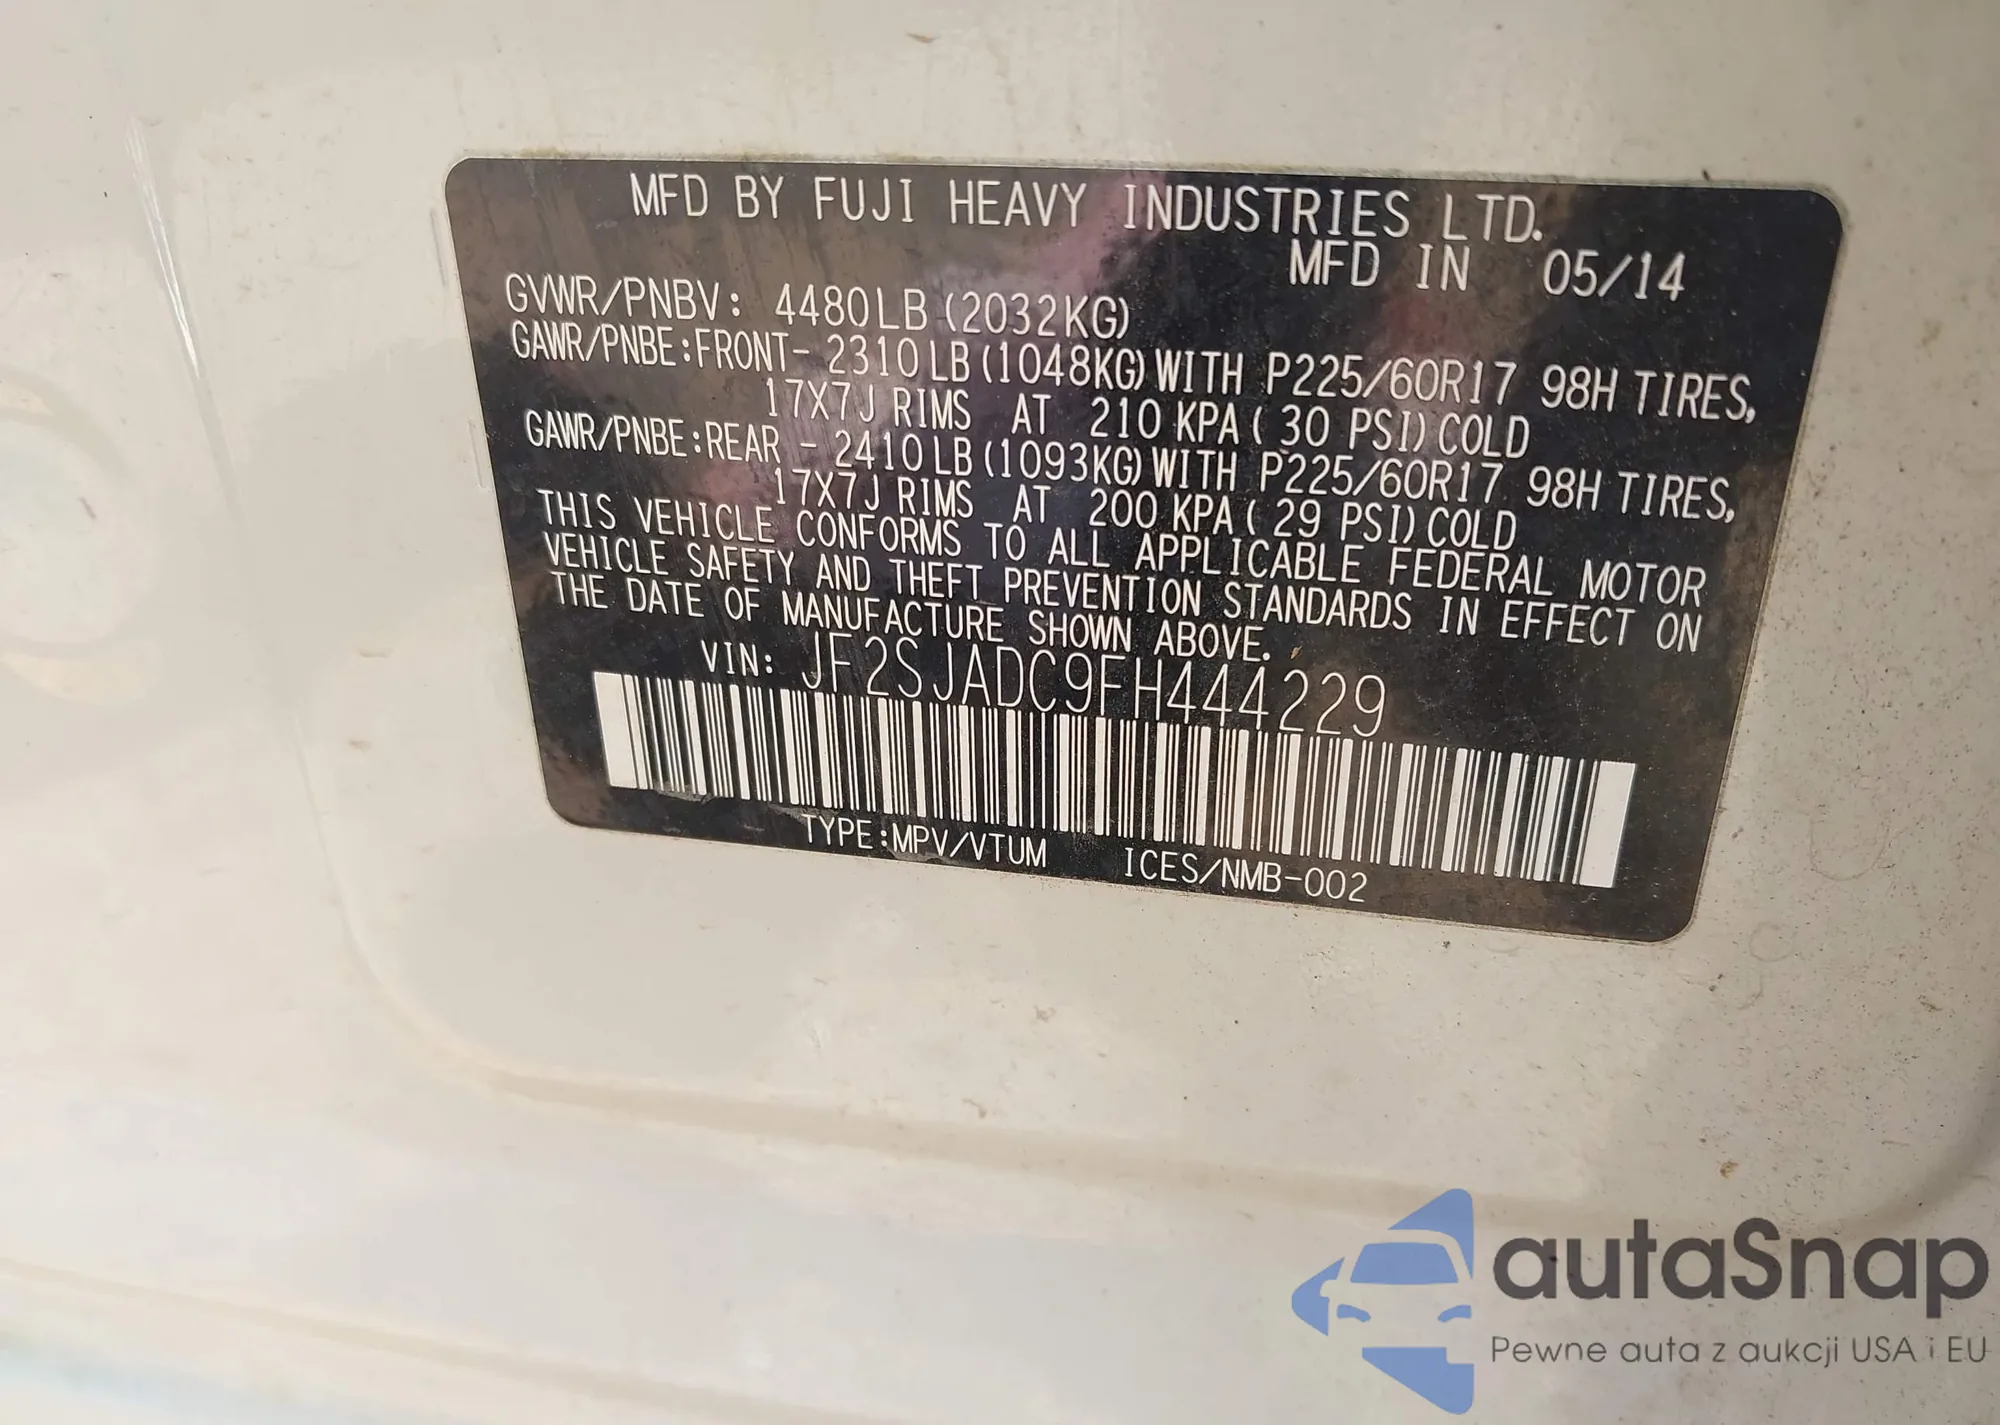 MFD BY FUJI HEAVY INDUSTRIES LTD.
MFD IN 05/14
GVWR/PNBV: 4480LB (2032KG)
GAWR/PNBE:FRONT- 2310LB(1048KG)WITH P225/60R17 98H TIRES,
17X7J RIMS AT 210 KPA( 30 PSI)COLD
GAWR/PNBE:REAR - 2410LB(1093KG)WITH P225/60R17 98H TIRES,
17X7J RIMS AT 200 KPA( 29 PSI)COLD
THIS VEHICLE CONFORMS TO ALL APPLICABLE FEDERAL MOTOR
VEHICLE SAFETY AND THEFT PREVENTION STANDARDS IN EFFECT ON
THE DATE OF MANUFACTURE SHOWN ABOVE.
VIN: JF2SJADC9FH444229
TYPE:MPV/VTUM ICES/NMB-002
autaSnap
Pewne auta z aukcji USA i EU